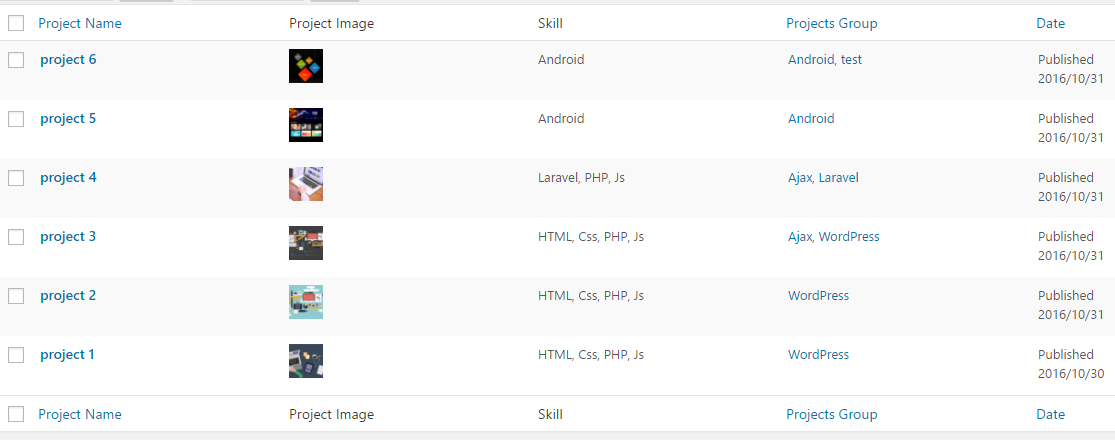 Project Name Project Image Skill Projects Group Date
project 6 Android Android, test Published
2016/10/31
project 5 Android Android Published
2016/10/31
project 4 Laravel, PHP, Js Ajax, Laravel Published
2016/10/31
project 3 HTML, Css, PHP, Js Ajax, WordPress Published
2016/10/31
project 2 HTML, Css, PHP, Js WordPress Published
2016/10/31
project 1 HTML, Css, PHP, Js WordPress Published
2016/10/30
Project Name Project Image Skill Projects Group Date